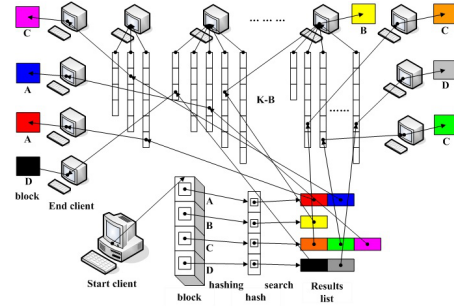 C
B
C
A
K-B
D
A
C
D
block
End client
A
B
C
D
Start client
hashing
search
block
hash
Results
list